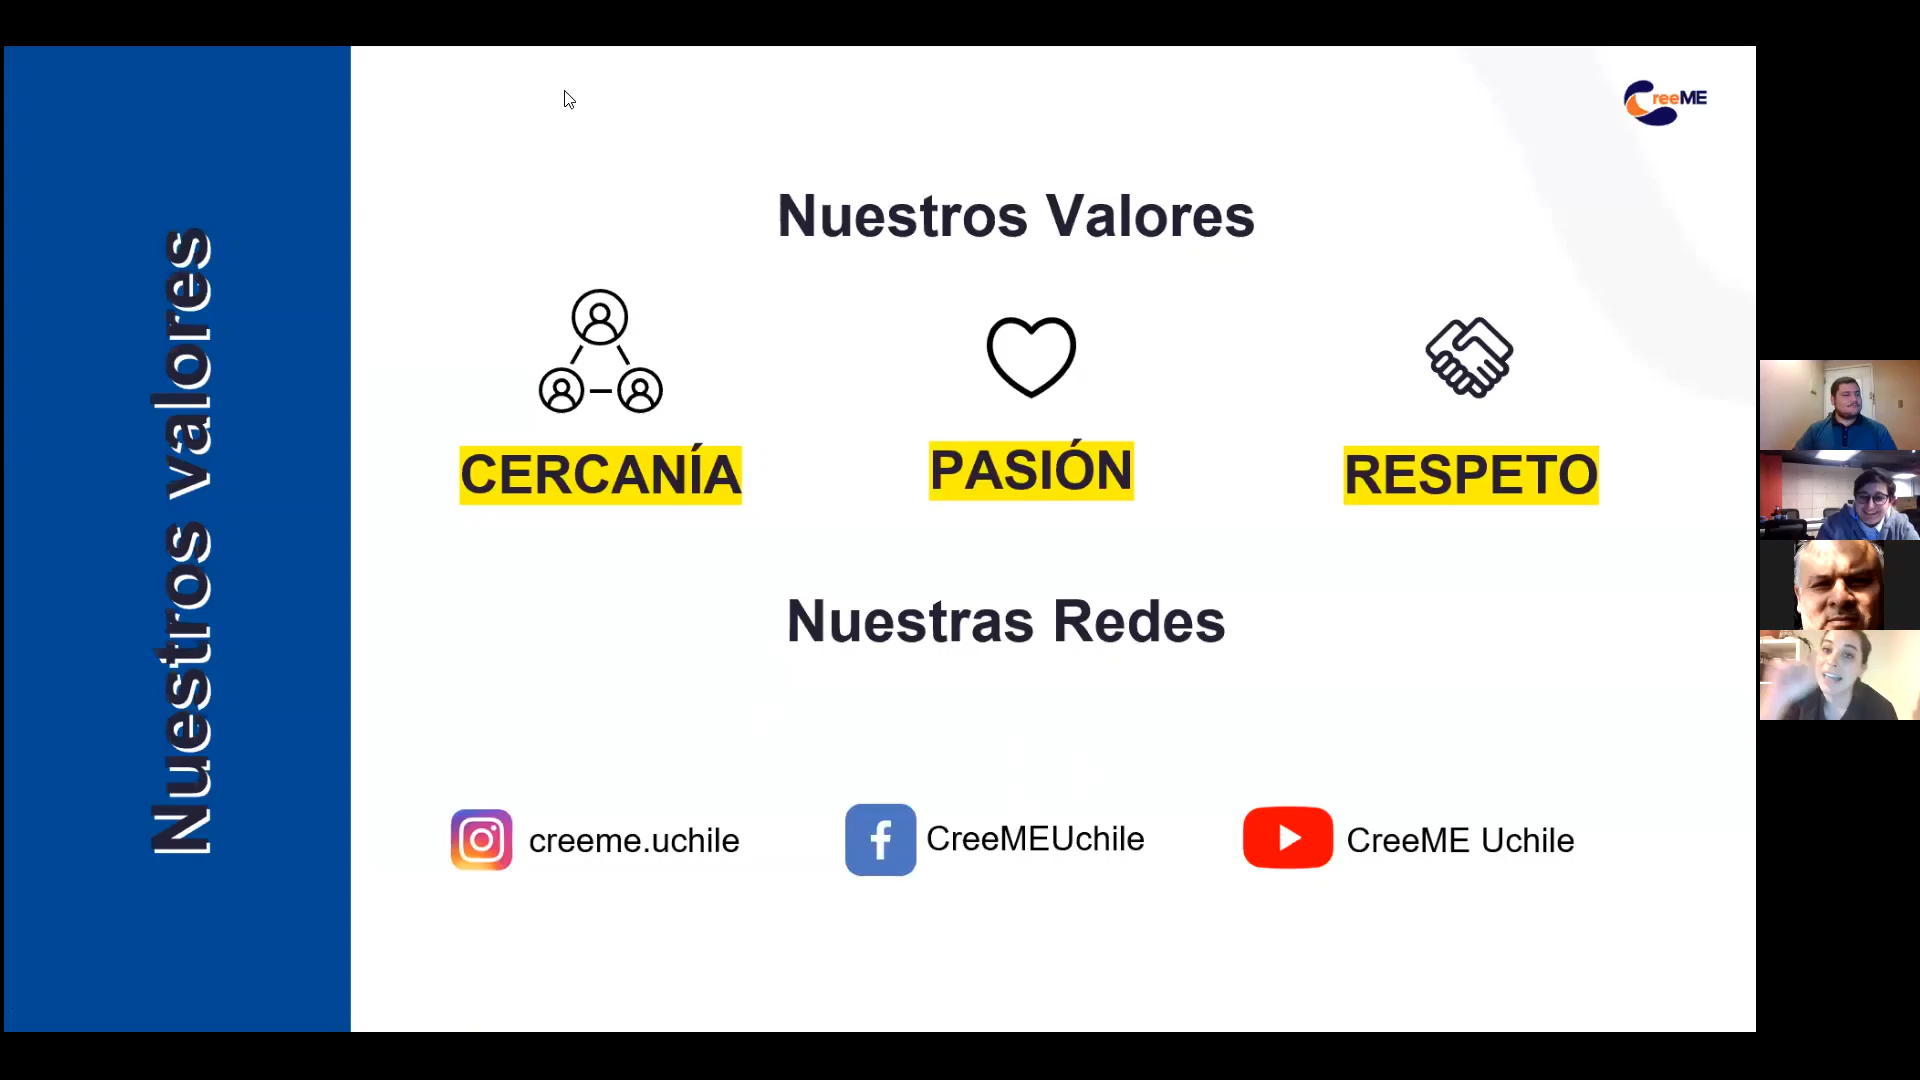 Nuestros valores
CreeME
Nuestros Valores
CERCANÍA
PASIÓN
RESPETO
Nuestras Redes
creeme.uchile
CreeMEUchile
CreeME Uchile